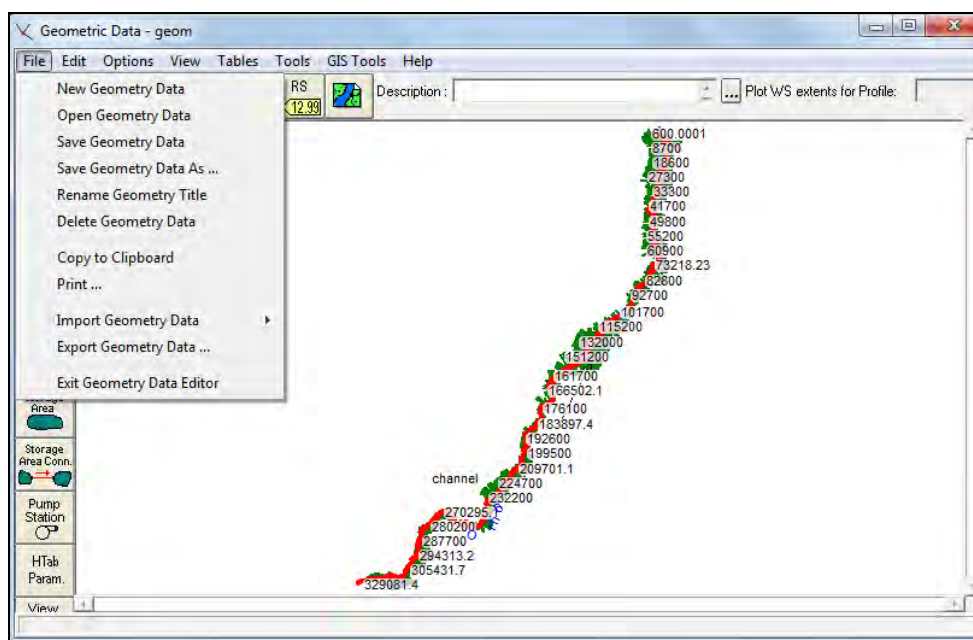 Geometric Data - geom
File Edit Options View Tables Tools GIS Tools Help
New Geometry Data
Open Geometry Data
Save Geometry Data
Save Geometry Data As ...
Rename Geometry Title
Delete Geometry Data
Copy to Clipboard
Print ...
Import Geometry Data
Export Geometry Data ...
Exit Geometry Data Editor
RS
12.99
Description :
...
Plot WS extents for Profile:
Area
Storage
Area Conn.
Pump
Station
HTab
Param.
View
600.0001
8700
18600
27300
33300
41700
49800
55200
60900
73218.23
82800
92700
101700
115200
132000
151200
161700
166502.1
176100
183897.4
192600
199500
209701.1
channel
224700
232200
270295.1
280200
287700
294313.2
305431.7
329081.4